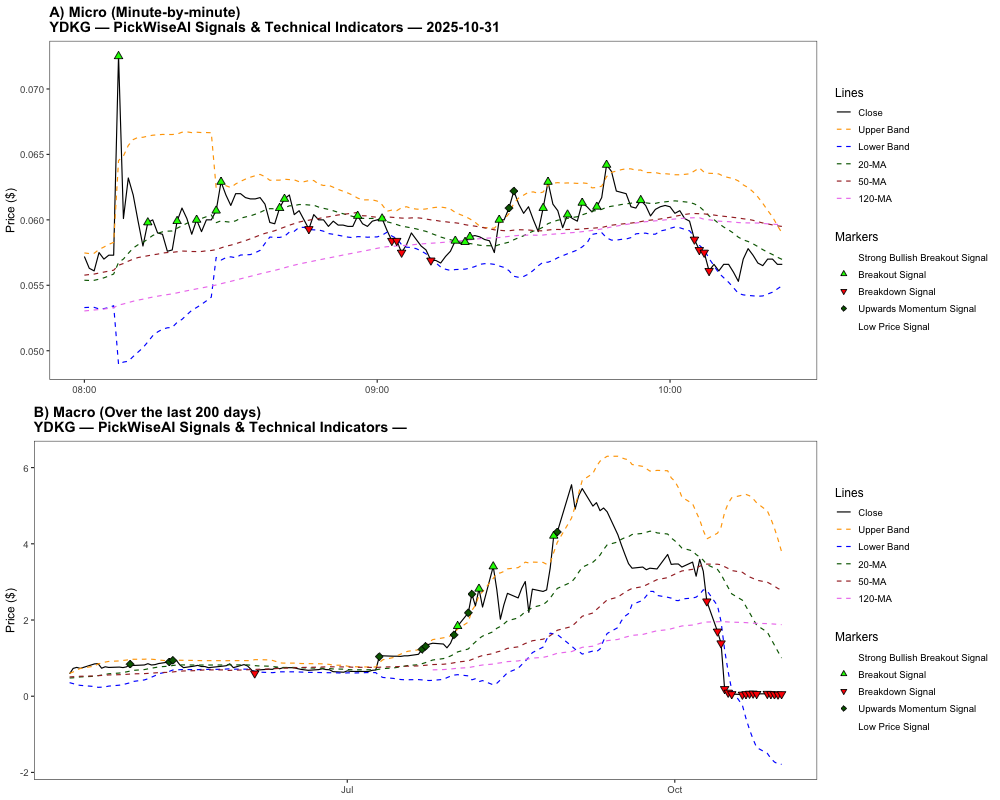 A) Micro (Minute-by-minute)
YDKG — PickWiseAI Signals & Technical Indicators — 2025-10-31
Price ($)
0.070
0.065
0.060
0.055
0.050
08:00
09:00
10:00
Lines
Close
Upper Band
Lower Band
20-MA
50-MA
120-MA
Markers
Strong Bullish Breakout Signal
Breakout Signal
Breakdown Signal
Upwards Momentum Signal
Low Price Signal
B) Macro (Over the last 200 days)
YDKG — PickWiseAI Signals & Technical Indicators —
Price ($)
6
4
2
0
-2
Jul
Oct
Lines
Close
Upper Band
Lower Band
20-MA
50-MA
120-MA
Markers
Strong Bullish Breakout Signal
Breakout Signal
Breakdown Signal
Upwards Momentum Signal
Low Price Signal